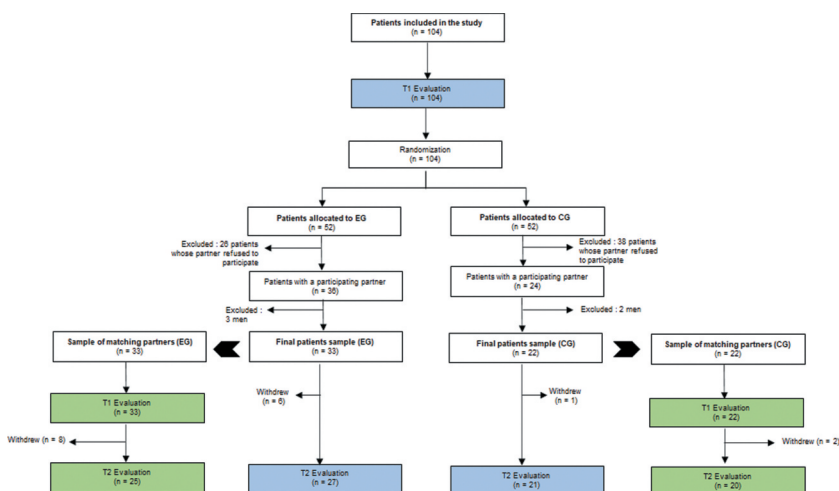 Patients included in the study
(n = 104)
T1 Evaluation
(n = 104)
Randomization
(n = 104)
Patients allocated to EG
(n = 52)
Patients allocated to CG
(n = 52)
Excluded : 26 patients
whose partner refused to
participate
Excluded: 38 patients
whose partner refused
to participate
Patients with a participating partner
(n = 36)
Patients with a participating partner
(n = 24)
Excluded :
3 men
Excluded : 2 men
Sample of matching partners (EG)
(n = 33)
Final patients sample (EG)
(n = 33)
Final patients sample (CG)
(n = 22)
Sample of matching partners (CG)
(n = 22)
Withdrew
(n = 6)
Withdrew
(n = 1)
T1 Evaluation
(n = 33)
T1 Evaluation
(n = 22)
Withdrew (n = 8)
Withdrew (n = 2)
T2 Evaluation
(n = 25)
T2 Evaluation
(n = 27)
T2 Evaluation
(n = 21)
T2 Evaluation
(n = 20)